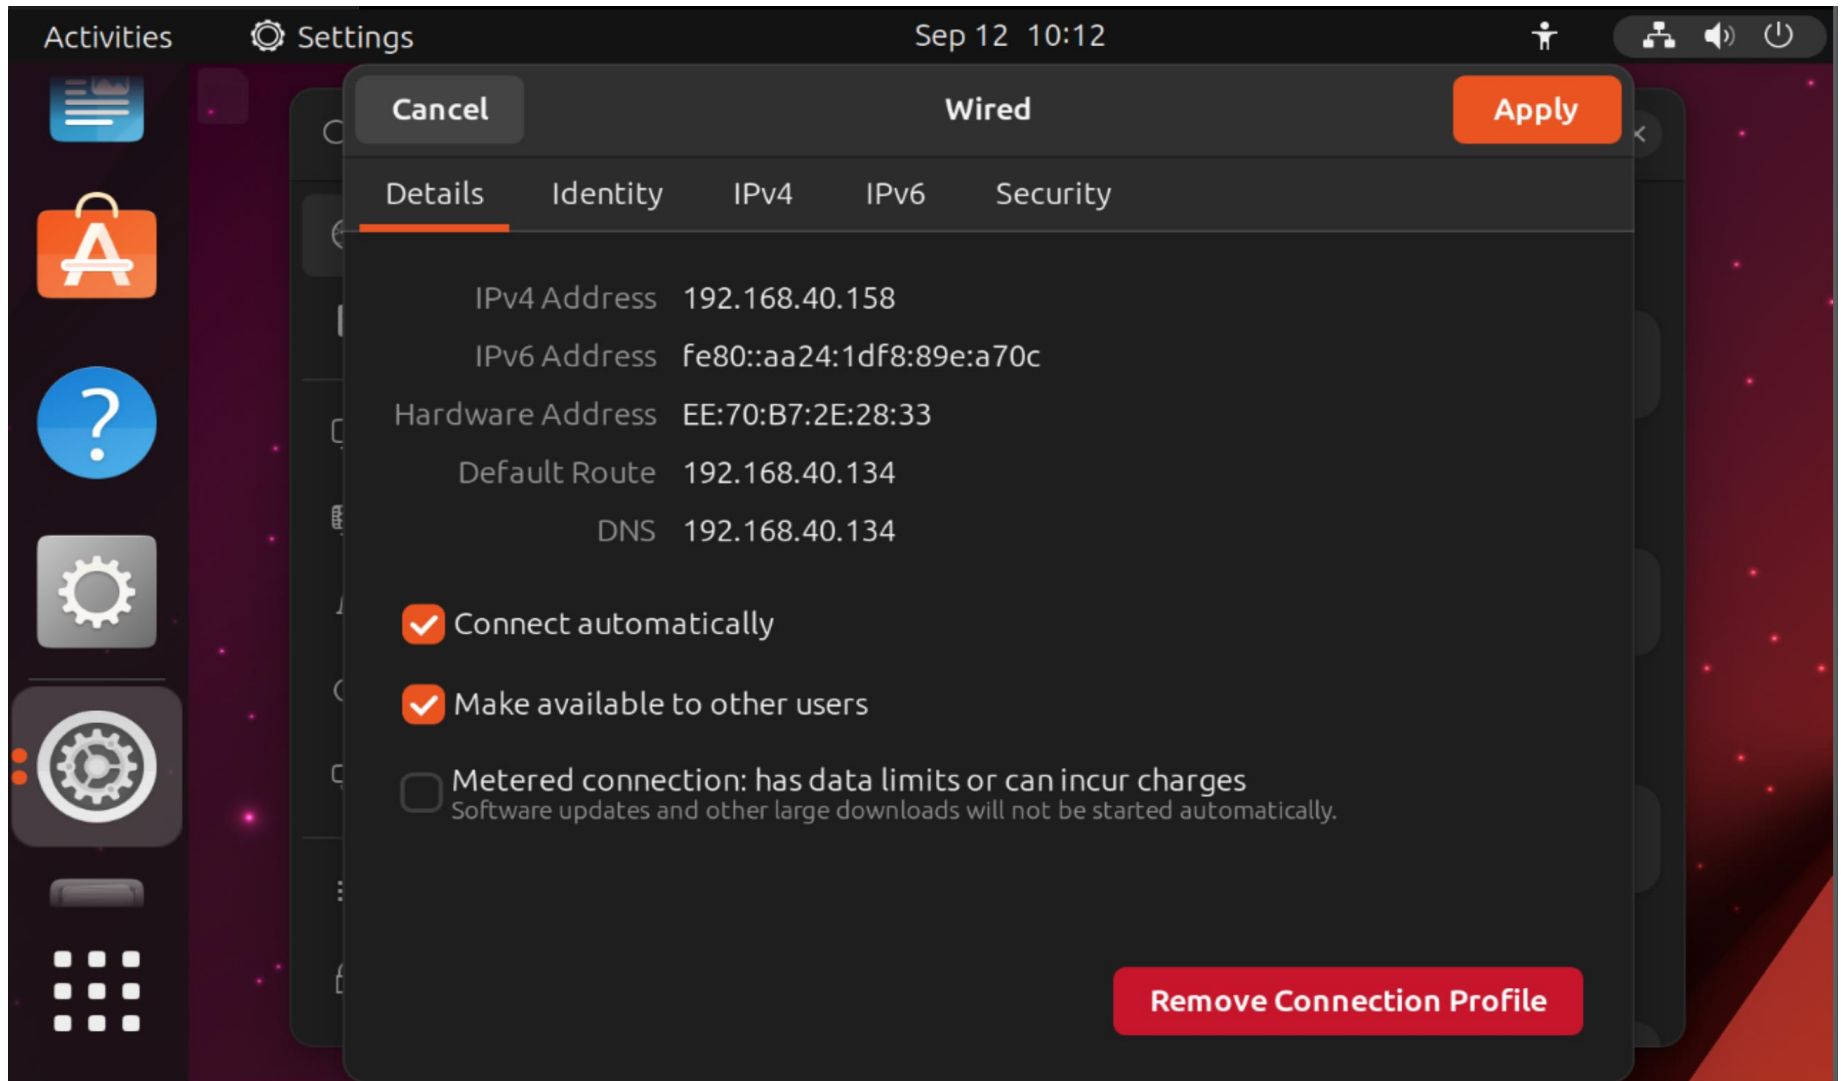 Activities Settings Sep 12 10:12
Cancel Wired Apply
Details Identity IPv4 IPv6 Security
IPv4 Address 192.168.40.158
IPv6 Address fe80::aa24:1df8:89e:a70c
Hardware Address EE:70:B7:2E:28:33
Default Route 192.168.40.134
DNS 192.168.40.134
Connect automatically
Make available to other users
Metered connection: has data limits or can incur charges
Software updates and other large downloads will not be started automatically.
Remove Connection Profile